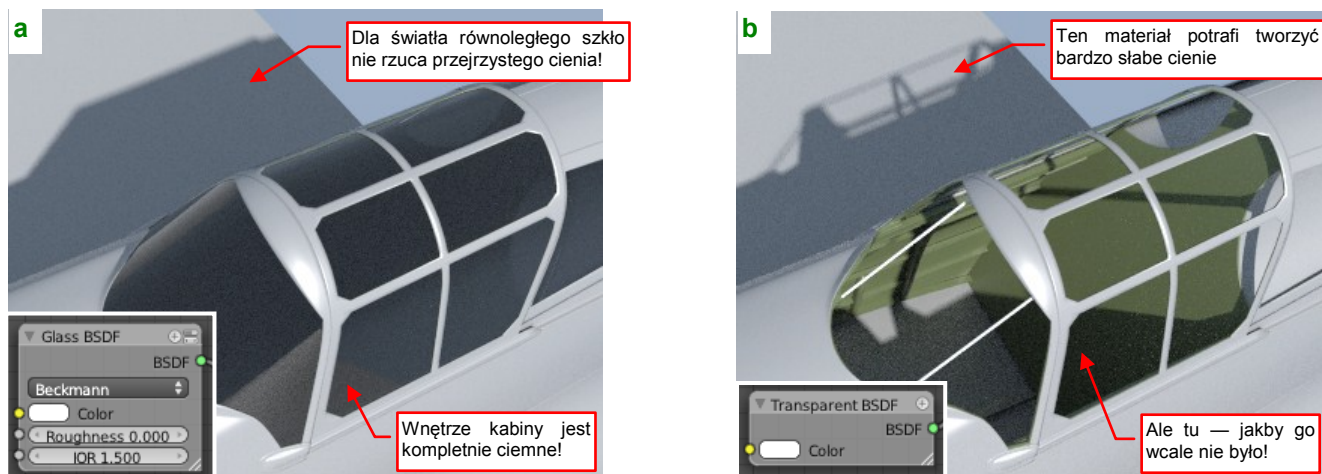 a
Dla światła równoległego szkło
nie rzuca przejrzystego cienia!
Glass BSDF
BSDF
Beckmann
Color
Roughness 0.000
IOR 1.500
Wnętrze kabiny jest
kompletnie ciemne!
b
Ten materiał potrafi tworzyć
bardzo słabe cienie
Transparent BSDF
BSDF
Color
Ale tu — jakby go
wcale nie było!